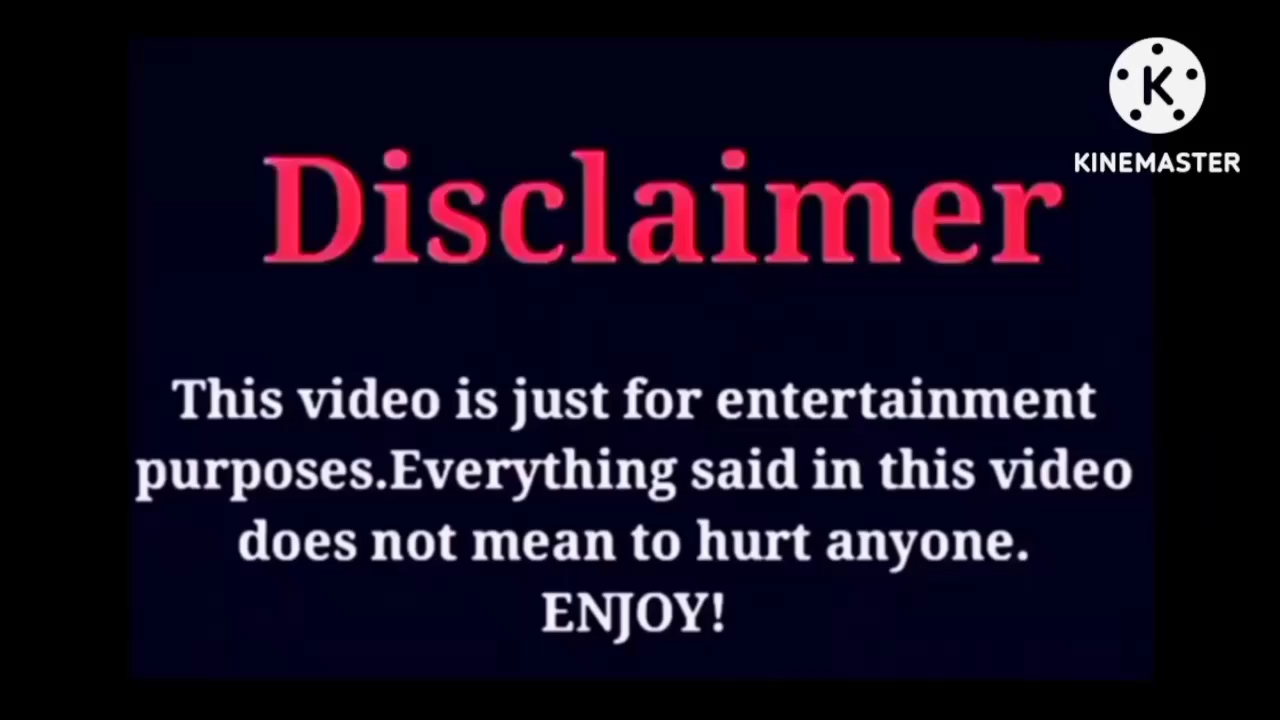 K
KINEMASTER
Disclaimer
This video is just for entertainment
purposes.Everything said in this video
does not mean to hurt anyone.
ENJOY!